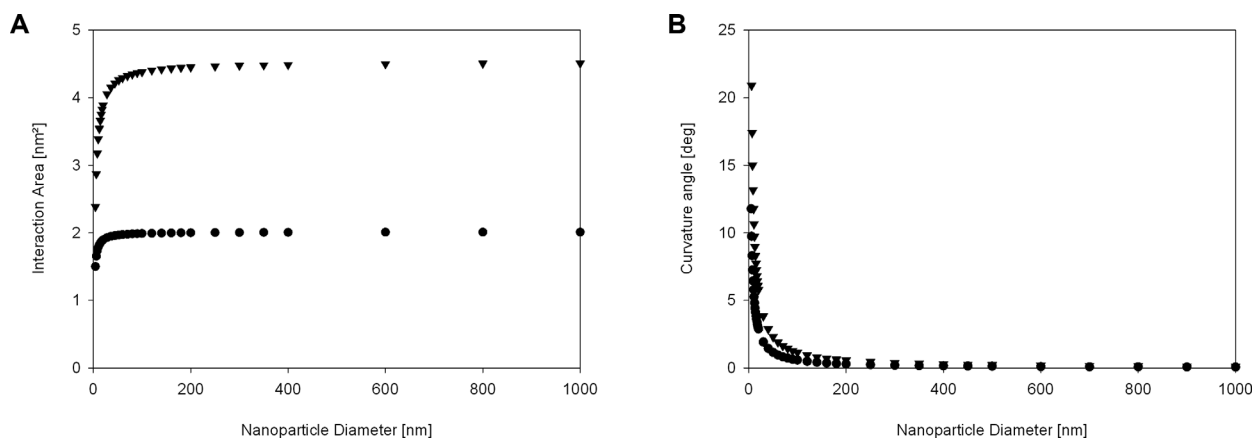 A
B
Interaction Area [nm²]
5
4
3
2
1
0
0 200 400 600 800 1000
Nanoparticle Diameter [nm]
Curvature angle [deg]
25
20
15
10
5
0
0 200 400 600 800 1000
Nanoparticle Diameter [nm]